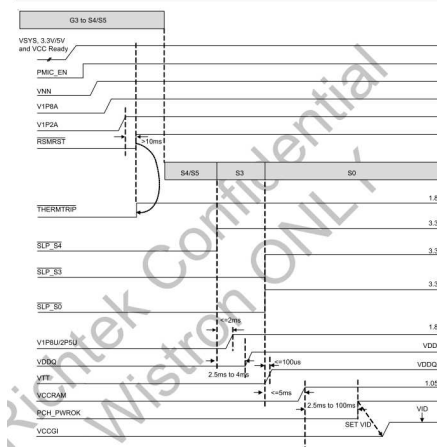 G3 to S4/S5
VSYS, 3.3V/5V
and VCC Ready
PMIC_EN
VNN
V1P8A
V1P2A
RSMRST
>10ms
S4/S5
S3
S0
THERMTRIP
1.8
SLP_S4
3.3
SLP_S3
3.3
SLP_S0
3.3
<=2ms
V1P8U/2P5U
1.8
VDDQ
VDD
2.5ms to 4ms
<=100us
VTT
VDDQ
VCCRAM
<=5ms
1.05
PCH_PWROK
2.5ms to 100ms
VID
SET VID
VCCGI
Richtek Confidential
Wistron ONLY